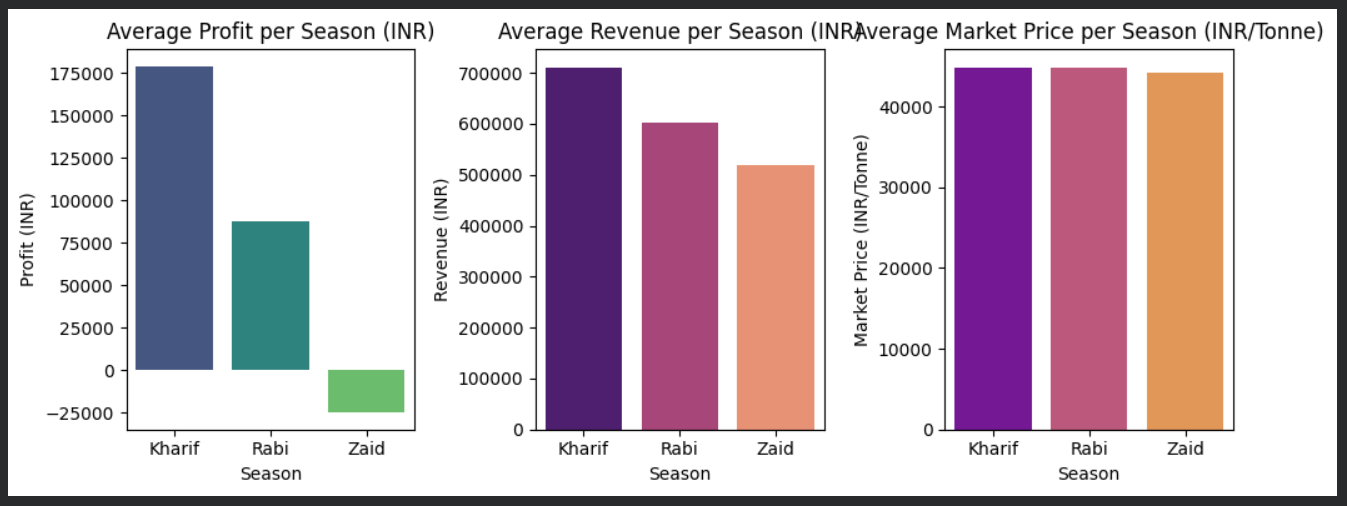 Average Profit per Season (INR)
Profit (INR)
175000
150000
125000
100000
75000
50000
25000
0
−25000
Kharif Rabi Zaid
Season
Average Revenue per Season (INR)
Revenue (INR)
700000
600000
500000
400000
300000
200000
100000
0
Kharif Rabi Zaid
Season
Average Market Price per Season (INR/Tonne)
Market Price (INR/Tonne)
40000
30000
20000
10000
0
Kharif Rabi Zaid
Season